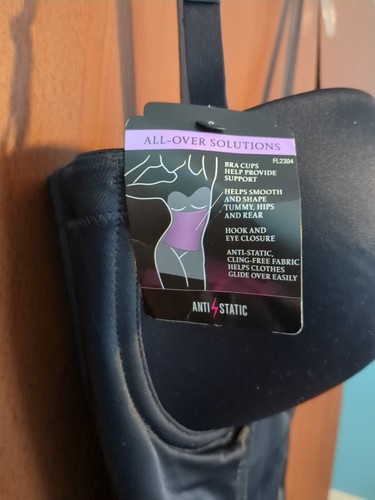 ALL-OVER SOLUTIONS
FL2304
BRA CUPS
HELP PROVIDE
SUPPORT
HELPS SMOOTH
AND SHAPE
TUMMY, HIPS
AND REAR
HOOK AND
EYE CLOSURE
ANTI-STATIC,
CLING-FREE FABRIC
HELPS CLOTHES
GLIDE OVER EASILY
ANTI STATIC